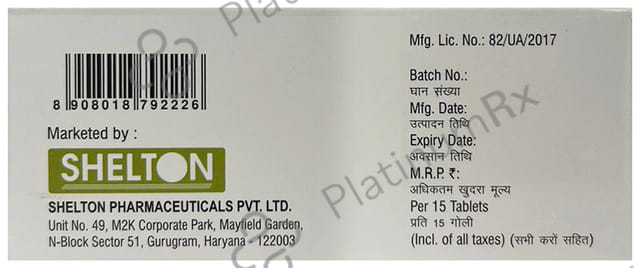 8 908018 792226
Marketed by :
SHELTON
SHELTON PHARMACEUTICALS PVT. LTD.
Unit No. 49, M2K Corporate Park, Mayfield Garden,
N-Block Sector 51, Gurugram, Haryana - 122003
Mfg. Lic. No.: 82/UA/2017
Batch No.:
घान संख्या
Mfg. Date:
उत्पादन तिथि
Expiry Date:
अवसान तिथि
M.R.P. ₹:
अधिकतम खुदरा मूल्य
Per 15 Tablets
प्रति 15 गोली
(Incl. of all taxes) (सभी करों सहित)
PlatinumRx